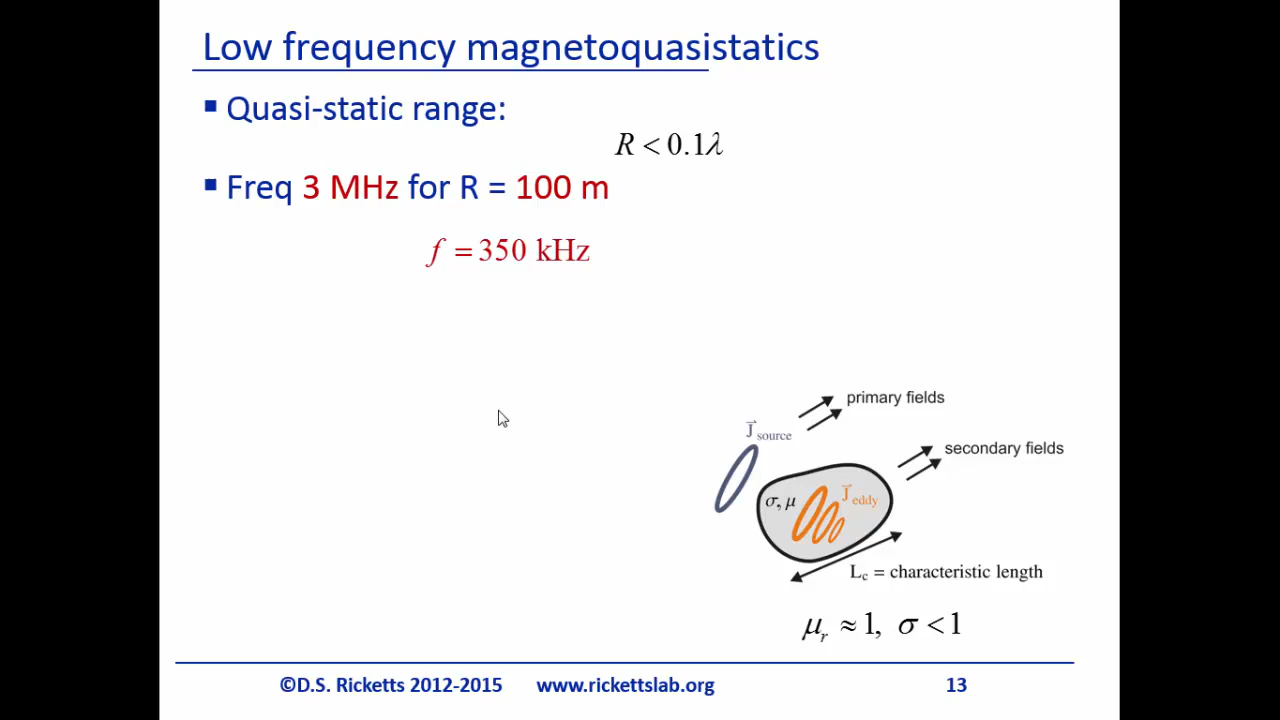 Low frequency magnetoquasistatics
▪ Quasi-static range:
R < 0.1λ
▪ Freq 3 MHz for R = 100 m
f = 350 kHz
primary fields
J⃗ source
secondary fields
σ, μ
J⃗ eddy
Lc = characteristic length
μr ≈ 1, σ < 1
©D.S. Ricketts 2012-2015 www.rickettslab.org 13